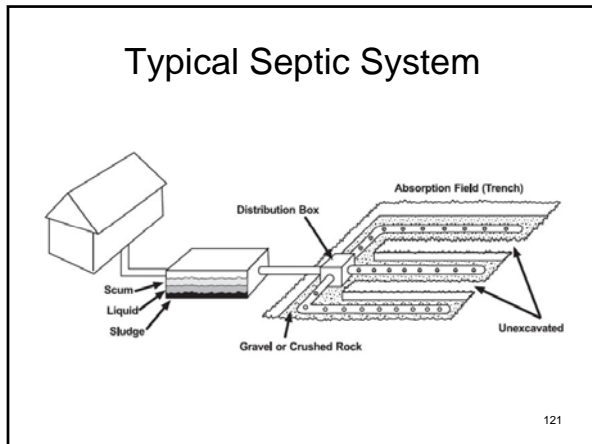 Typical Septic System
Absorption Field (Trench)
Distribution Box
Scum
Liquid
Sludge
Gravel or Crushed Rock
Unexcavated
121